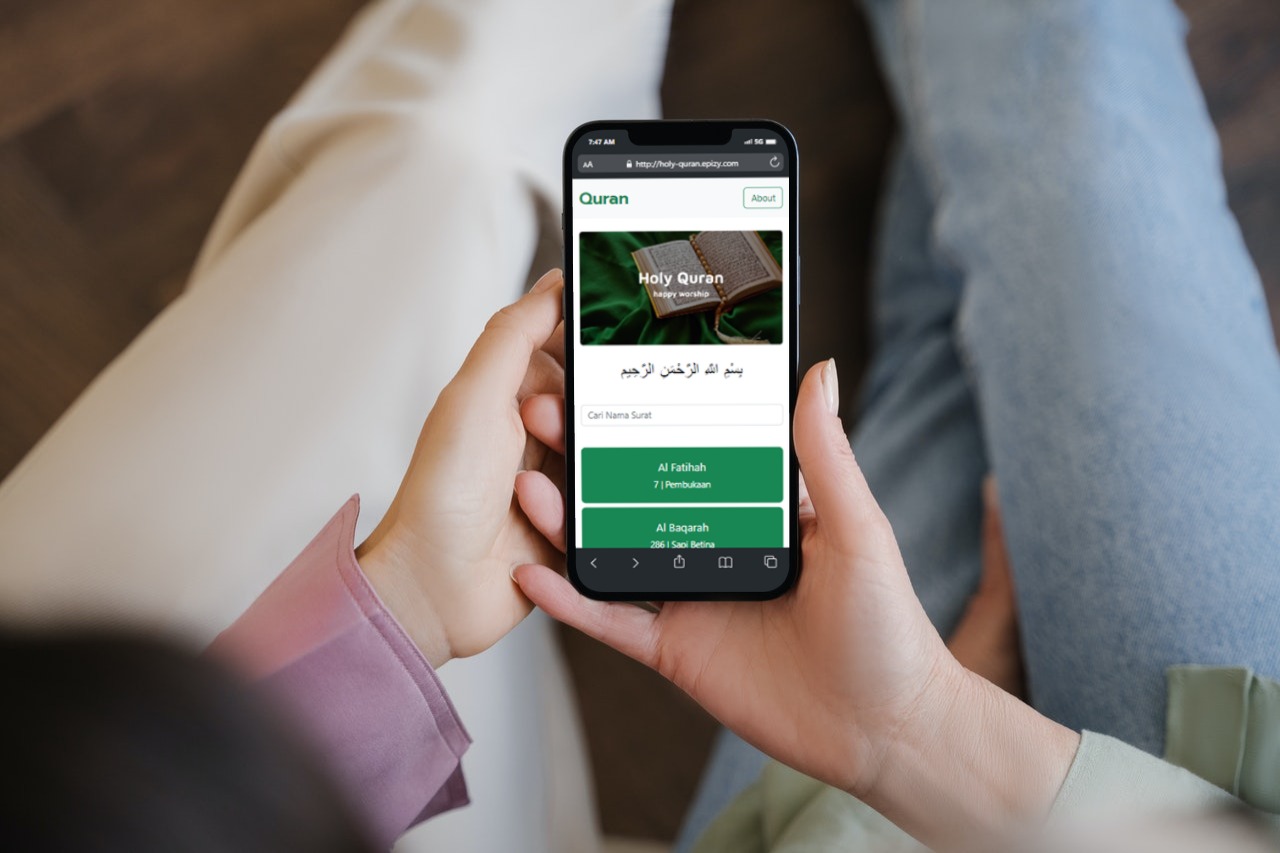 7:47 AM
5G
AA
http://holy-quran.epizy.com
Quran
About
Holy Quran
happy worship
بِسْمِ اللهِ الرَّحْمَنِ الرَّحِيمِ
Cari Nama Surat
Al Fatihah
7 | Pembukaan
Al Baqarah
286 | Sapi Betina